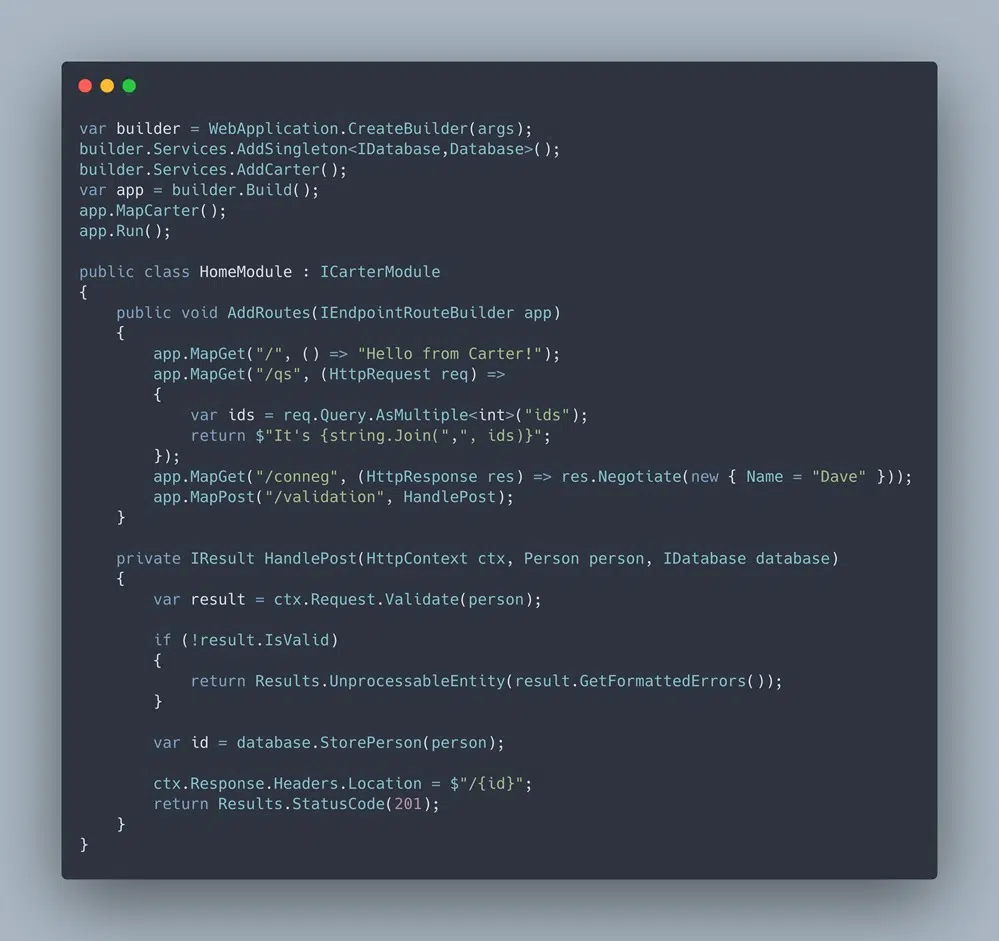 var builder = WebApplication.CreateBuilder(args);
builder.Services.AddSingleton<IDatabase,Database>();
builder.Services.AddCarter();
var app = builder.Build();
app.MapCarter();
app.Run();

public class HomeModule : ICarterModule
{
    public void AddRoutes(IEndpointRouteBuilder app)
    {
        app.MapGet("/", () => "Hello from Carter!");
        app.MapGet("/qs", (HttpRequest req) =>
        {
            var ids = req.Query.AsMultiple<int>("ids");
            return $"It's {string.Join(",", ids)}";
        });
        app.MapGet("/conneg", (HttpResponse res) => res.Negotiate(new { Name = "Dave" }));
        app.MapPost("/validation", HandlePost);
    }

    private IResult HandlePost(HttpContext ctx, Person person, IDatabase database)
    {
        var result = ctx.Request.Validate(person);

        if (!result.IsValid)
        {
            return Results.UnprocessableEntity(result.GetFormattedErrors());
        }

        var id = database.StorePerson(person);

        ctx.Response.Headers.Location = $"/{id}";
        return Results.StatusCode(201);
    }
}